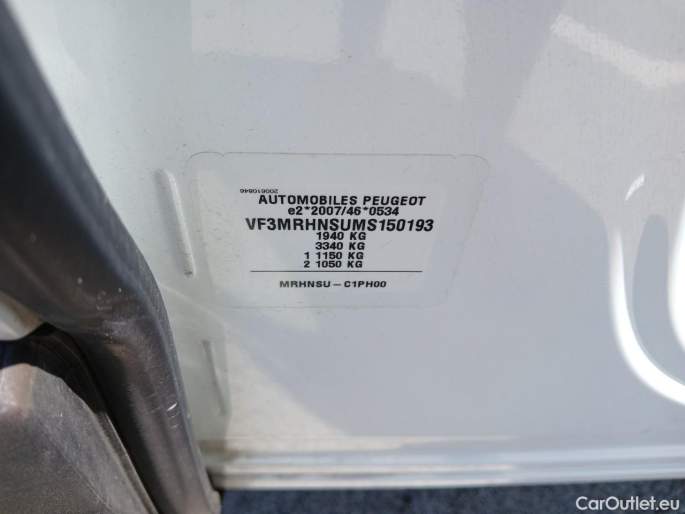 200610846
AUTOMOBILES PEUGEOT
e2*2007/46*0534
VF3MRHNSUMS150193
1940 KG
3340 KG
1 1150 KG
2 1050 KG
MRHNSU-C1PH00
CarOutlet.eu